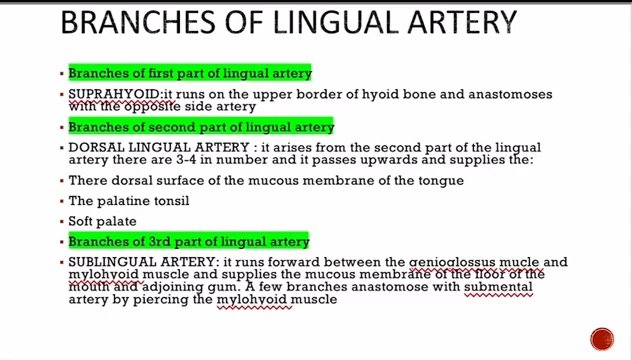 BRANCHES OF LINGUAL ARTERY
▪ Branches of first part of lingual artery
▪ SUPRAHYOID:it runs on the upper border of hyoid bone and anastomoses
with the opposite side artery
▪ Branches of second part of lingual artery
▪ DORSAL LINGUAL ARTERY : it arises from the second part of the lingual
artery there are 3-4 in number and it passes upwards and supplies the:
▪ There dorsal surface of the mucous membrane of the tongue
▪ The palatine tonsil
▪ Soft palate
▪ Branches of 3rd part of lingual artery
▪ SUBLINGUAL ARTERY: it runs forward between the genioglossus mucle and
mylohyoid muscle and supplies the mucous membrane of the floor of the
mouth and adjoining gum. A few branches anastomose with submental
artery by piercing the mylohyoid muscle